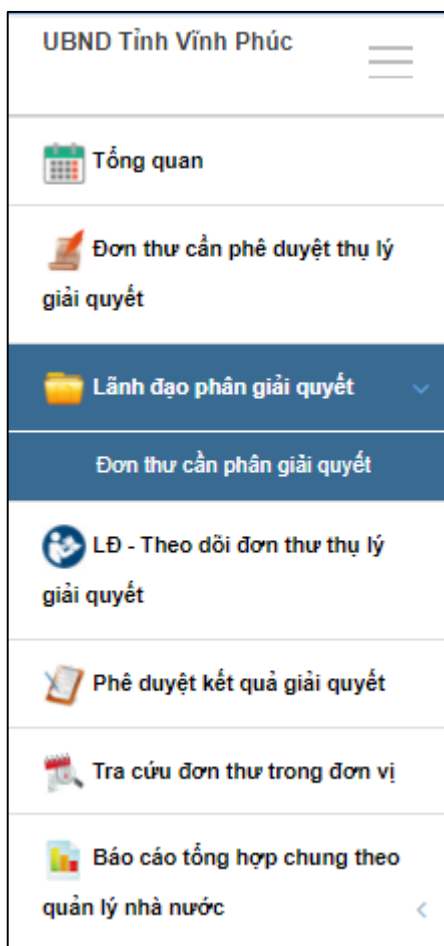 UBND Tỉnh Vĩnh Phúc
Tổng quan
Đơn thư cần phê duyệt thụ lý
giải quyết
Lãnh đạo phân giải quyết
Đơn thư cần phân giải quyết
LĐ - Theo dõi đơn thư thụ lý
giải quyết
Phê duyệt kết quả giải quyết
Tra cứu đơn thư trong đơn vị
Báo cáo tổng hợp chung theo
quản lý nhà nước